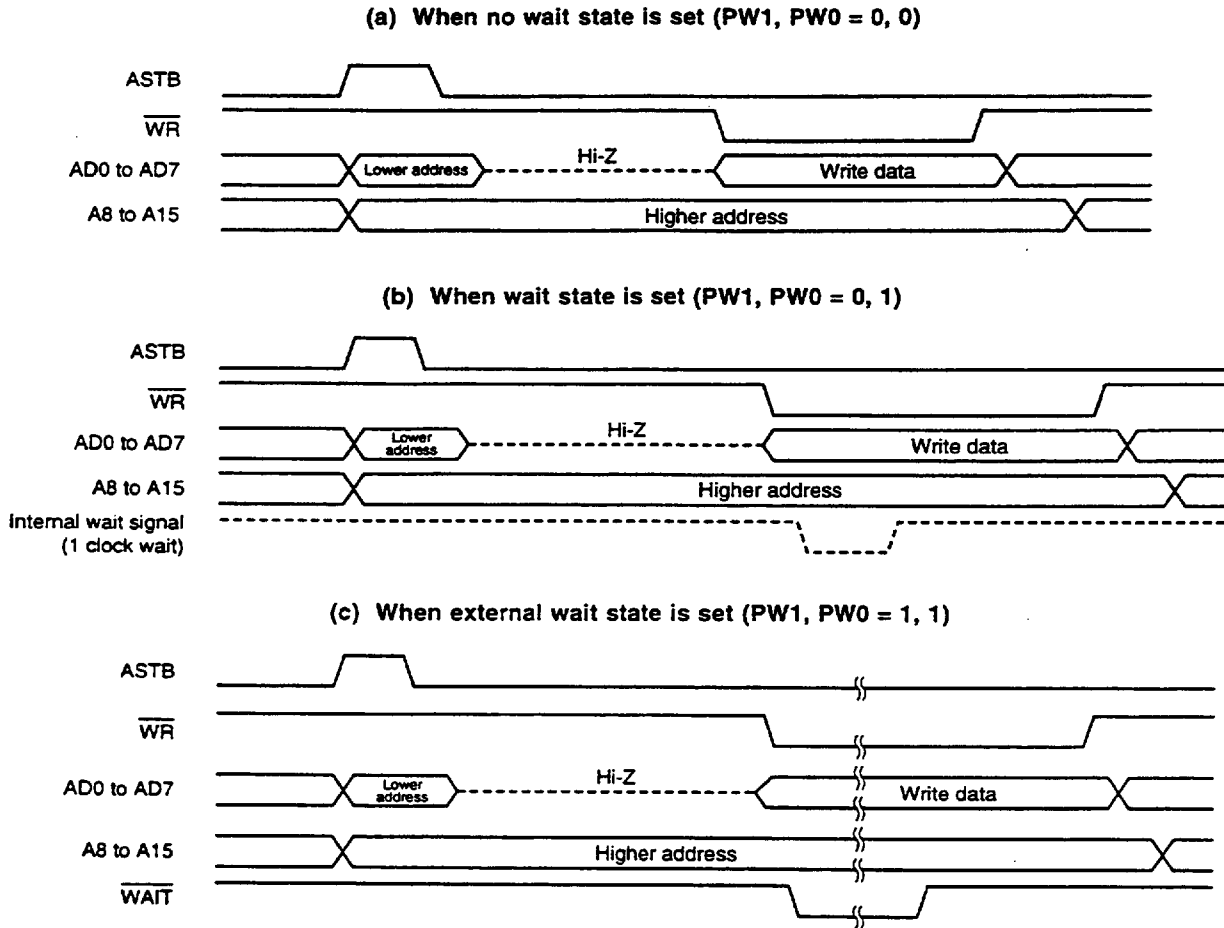 (a) When no wait state is set (PW1, PW0 = 0, 0)
ASTB
WR
AD0 to AD7
Lower address
Hi-Z
Write data
A8 to A15
Higher address
(b) When wait state is set (PW1, PW0 = 0, 1)
ASTB
WR
AD0 to AD7
Lower
address
Hi-Z
Write data
A8 to A15
Higher address
Internal wait signal
(1 clock wait)
(c) When external wait state is set (PW1, PW0 = 1, 1)
ASTB
WR
AD0 to AD7
Lower
address
Hi-Z
Write data
A8 to A15
Higher address
WAIT